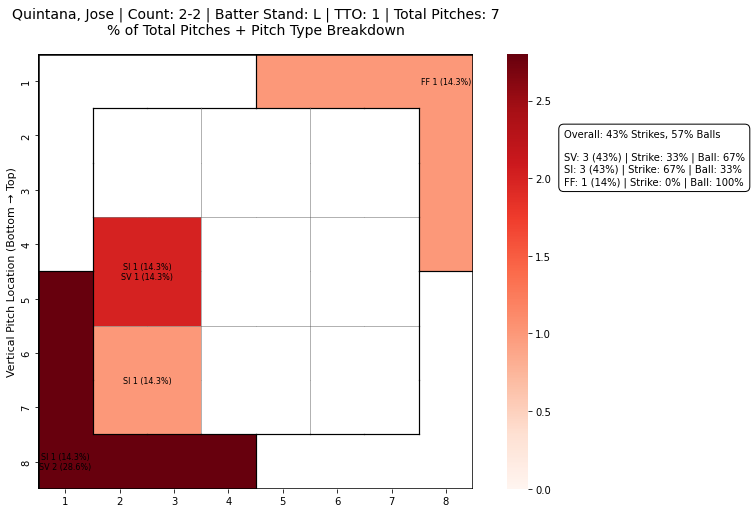 Quintana, Jose | Count: 2-2 | Batter Stand: L | TTO: 1 | Total Pitches: 7
% of Total Pitches + Pitch Type Breakdown
Vertical Pitch Location (Bottom → Top)
1
2
3
4
5
6
7
8
FF 1 (14.3%)
SI 1 (14.3%)
SV 1 (14.3%)
SI 1 (14.3%)
SI 1 (14.3%)
SV 2 (28.6%)
1
2
3
4
5
6
7
8
2.5
2.0
1.5
1.0
0.5
0.0
Overall: 43% Strikes, 57% Balls
SV: 3 (43%) | Strike: 33% | Ball: 67%
SI: 3 (43%) | Strike: 67% | Ball: 33%
FF: 1 (14%) | Strike: 0% | Ball: 100%